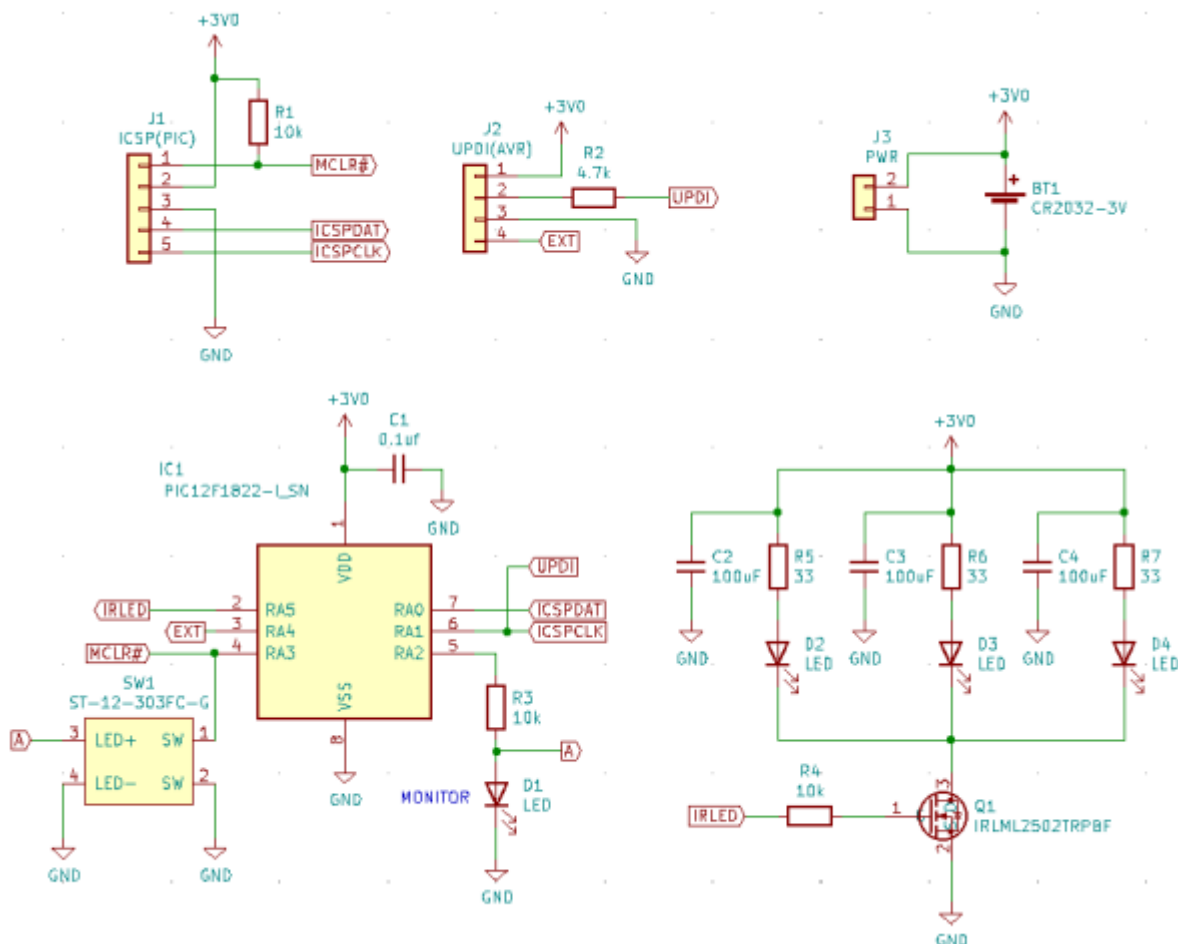 +3V0
J1
ICSP(PIC)
R1
10k
1
2
3
4
5
MCLR#
ICSPDAT
ICSPCLK
GND
+3V0
J2
UPDI(AVR)
R2
4.7k
1
2
3
4
UPDI
EXT
GND
+3V0
J3
PWR
2
1
+
BT1
CR2032-3V
GND
+3V0
C1
0.1uf
GND
IC1
PIC12F1822-I_SN
1
VDD
IRLED
2
RA5
RA0
7
ICSPDAT
UPDI
EXT
3
RA4
RA1
6
ICSPCLK
MCLR#
4
RA3
RA2
5
VSS
8
GND
SW1
ST-12-303FC-G
A
3
LED+
SW
1
4
LED-
SW
2
GND
GND
R3
10k
A
MONITOR
D1
LED
GND
+3V0
C2
100uF
R5
33
C3
100uF
R6
33
C4
100uF
R7
33
GND
D2
LED
GND
D3
LED
GND
D4
LED
IRLED
R4
10k
1
3
2
Q1
IRLML2502TRPBF
GND